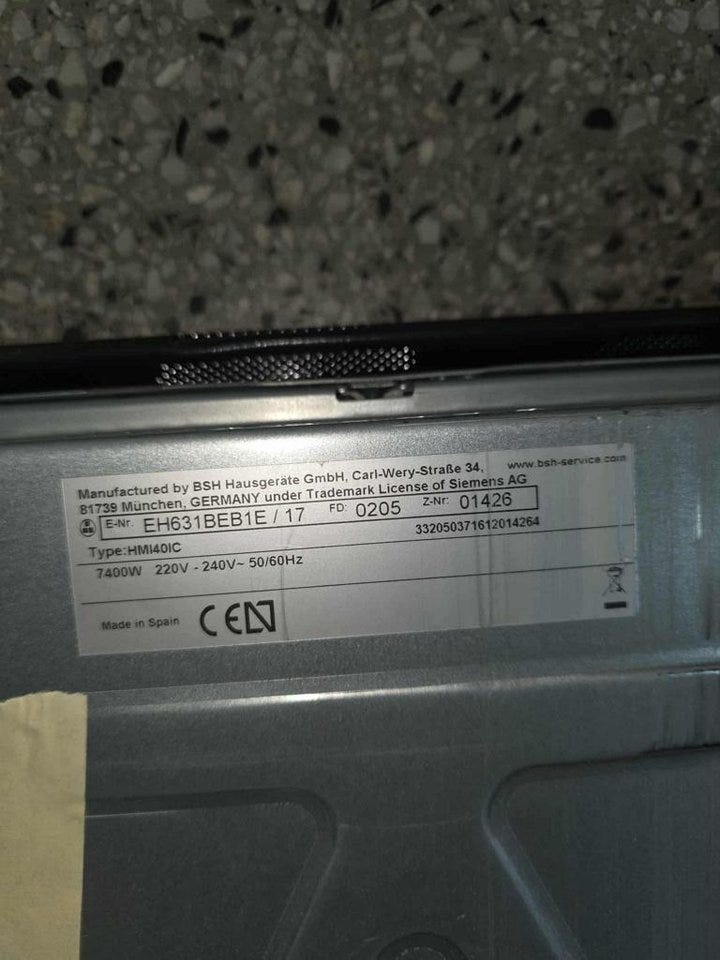 Manufactured by BSH Hausgeräte GmbH, Carl-Wery-Straße 34, www.bsh-service.com
81739 München, GERMANY under Trademark License of Siemens AG
E-Nr. EH631BEB1E / 17 FD: 0205 Z-Nr: 01426
Type:HMI40IC 332050371612014264
7400W 220V - 240V~ 50/60Hz
Made in Spain CE